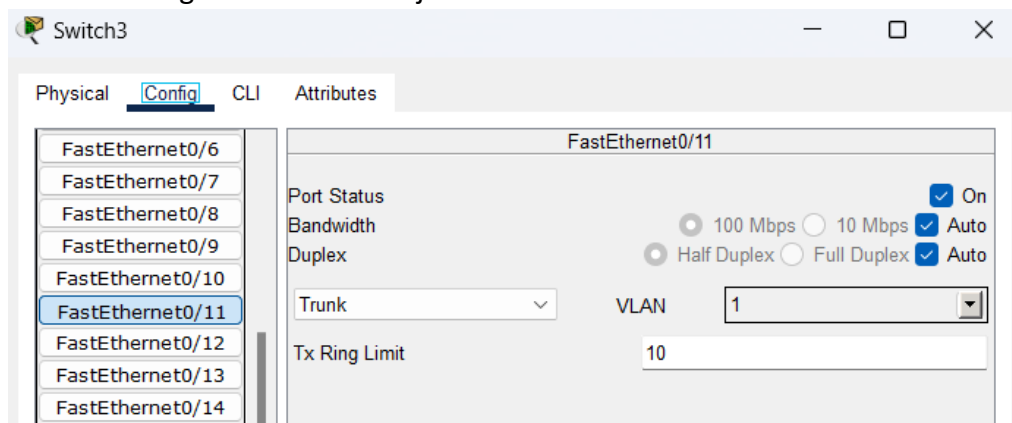 Switch3
Physical Config CLI Attributes
FastEthernet0/6
FastEthernet0/7
FastEthernet0/8
FastEthernet0/9
FastEthernet0/10
FastEthernet0/11
FastEthernet0/12
FastEthernet0/13
FastEthernet0/14
FastEthernet0/11
Port Status On
Bandwidth 100 Mbps 10 Mbps Auto
Duplex Half Duplex Full Duplex Auto
Trunk VLAN 1
Tx Ring Limit 10